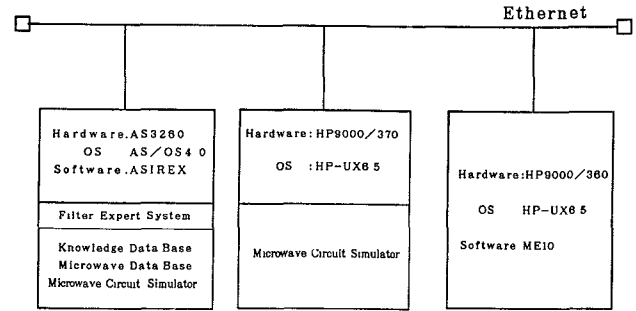 Ethernet
Hardware.AS3260
OS AS/OS4 0
Software.ASIREX
Filter Expert System
Knowledge Data Base
Microwave Data Base
Microwave Circuit Simulator
Hardware:HP9000/370
OS :HP-UX6 5
Microwave Circuit Simulator
Hardware:HP9000/360
OS HP-UX6 5
Software ME10